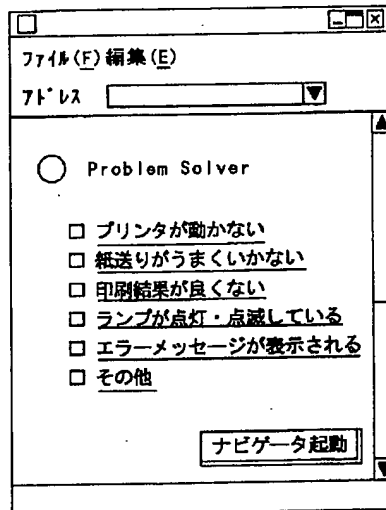 ファイル(F) 編集(E)
アドレス
Problem Solver
プリンタが動かない
紙送りがうまくいかない
印刷結果が良くない
ランプが点灯・点滅している
エラーメッセージが表示される
その他
ナビゲータ起動